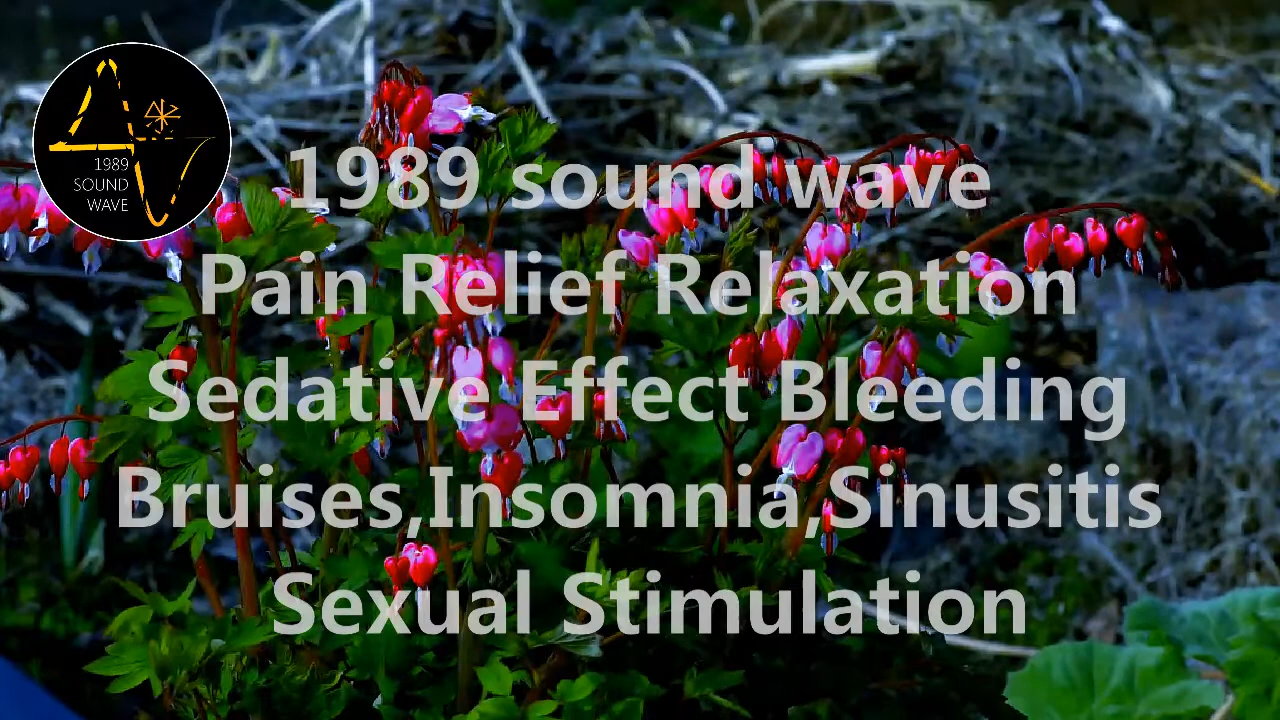 1989
SOUND
WAVE
1989 sound wave
Pain Relief Relaxation
Sedative Effect Bleeding
Bruises,Insomnia,Sinusitis
Sexual Stimulation